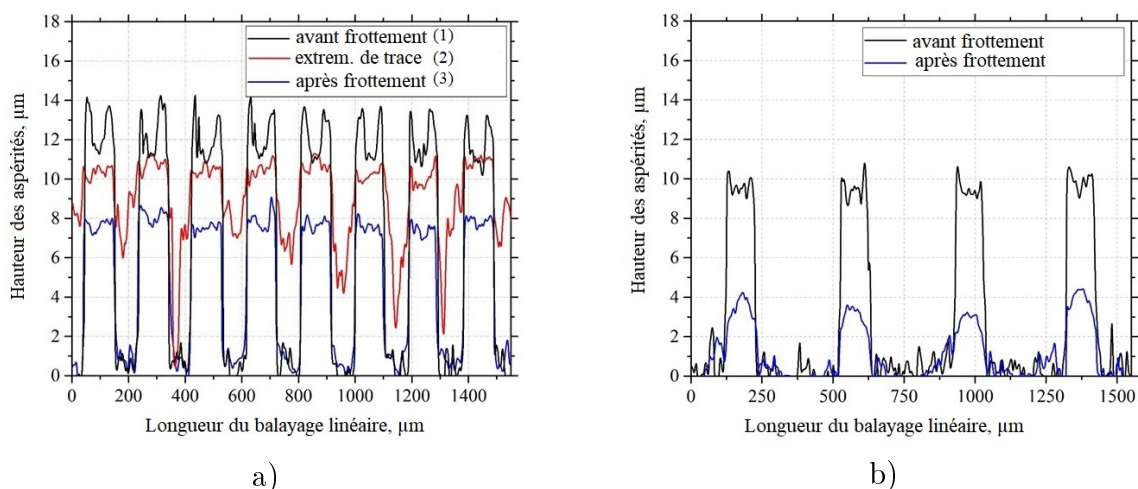 18
16
14
12
10
8
6
4
2
0
Hauteur des aspérités, µm
avant frottement (1)
extrem. de trace (2)
après frottement (3)
0 200 400 600 800 1000 1200 1400
Longueur du balayage linéaire, µm
a)
18
16
14
12
10
8
6
4
2
0
Hauteur des aspérités, µm
avant frottement
après frottement
0 250 500 750 1000 1250 1500
Longueur du balayage linéaire, µm
b)